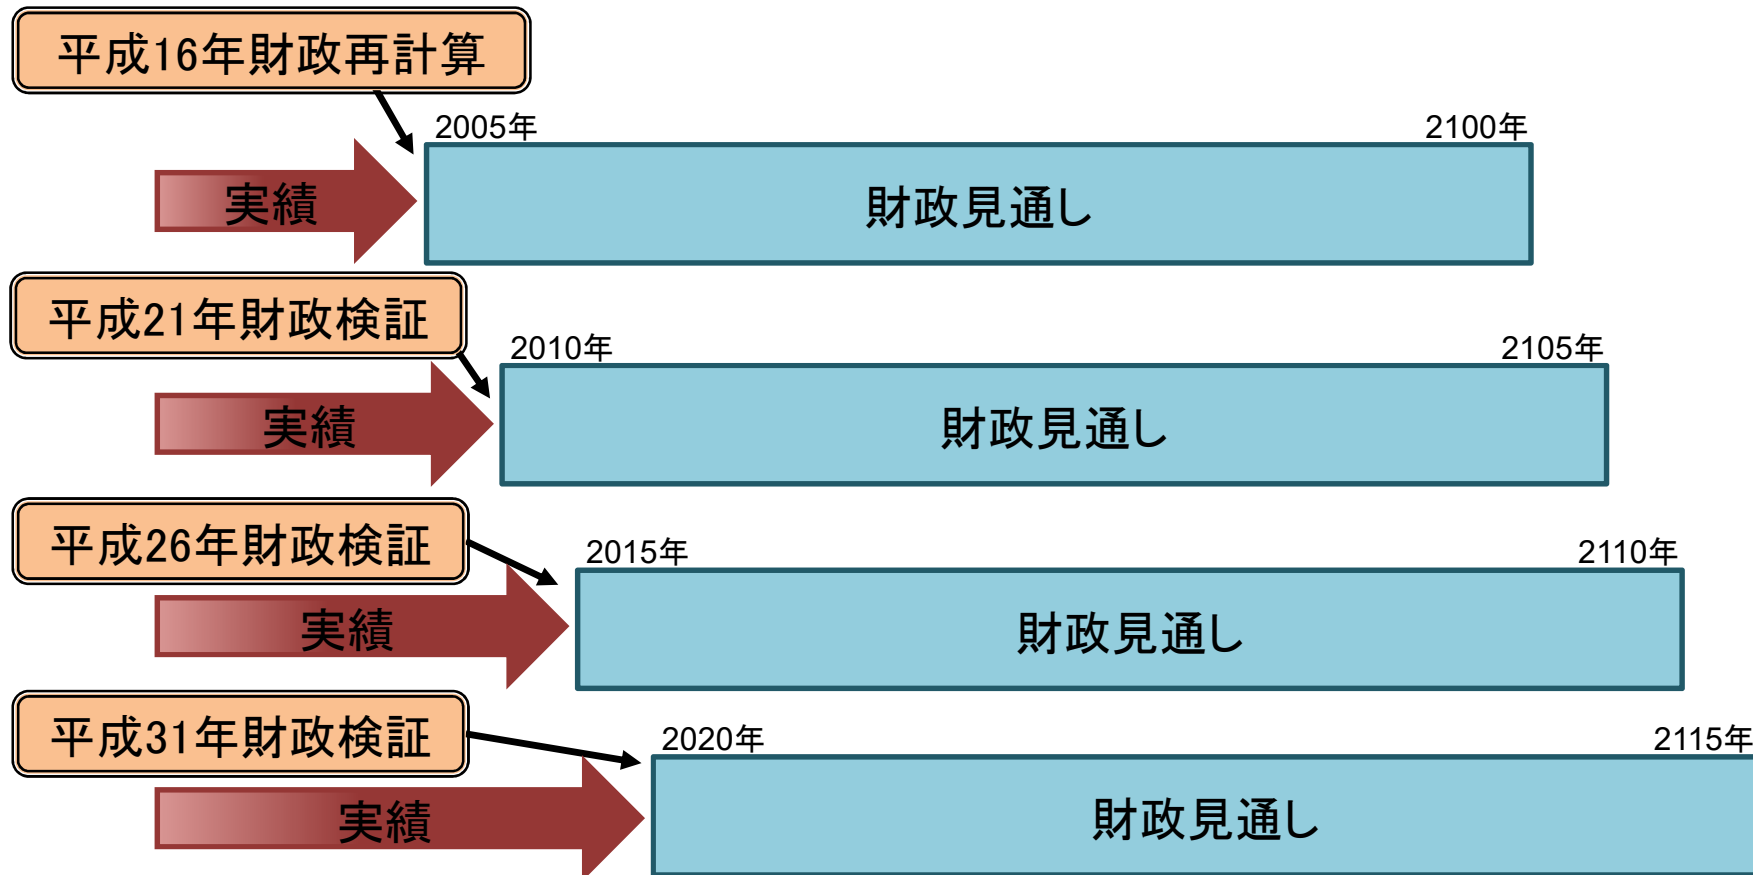 平成16年財政再計算
2005年
2100年
実績
財政見通し
平成21年財政検証
2010年
2105年
実績
財政見通し
平成26年財政検証
2015年
2110年
実績
財政見通し
平成31年財政検証
2020年
2115年
実績
財政見通し